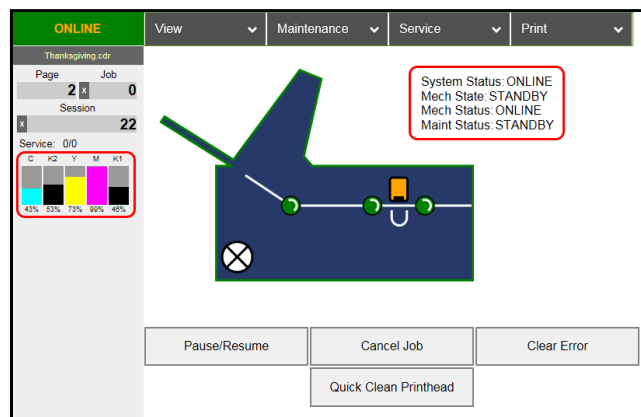 ONLINE View Maintenance Service Print
Thanksgiving.cdr
Page Job
2 x 0
Session
x 22
Service: 0/0
C K2 Y M K1
43% 53% 73% 99% 48%
System Status: ONLINE
Mech State: STANDBY
Mech Status: ONLINE
Maint Status: STANDBY
Pause/Resume Cancel Job Clear Error
Quick Clean Printhead